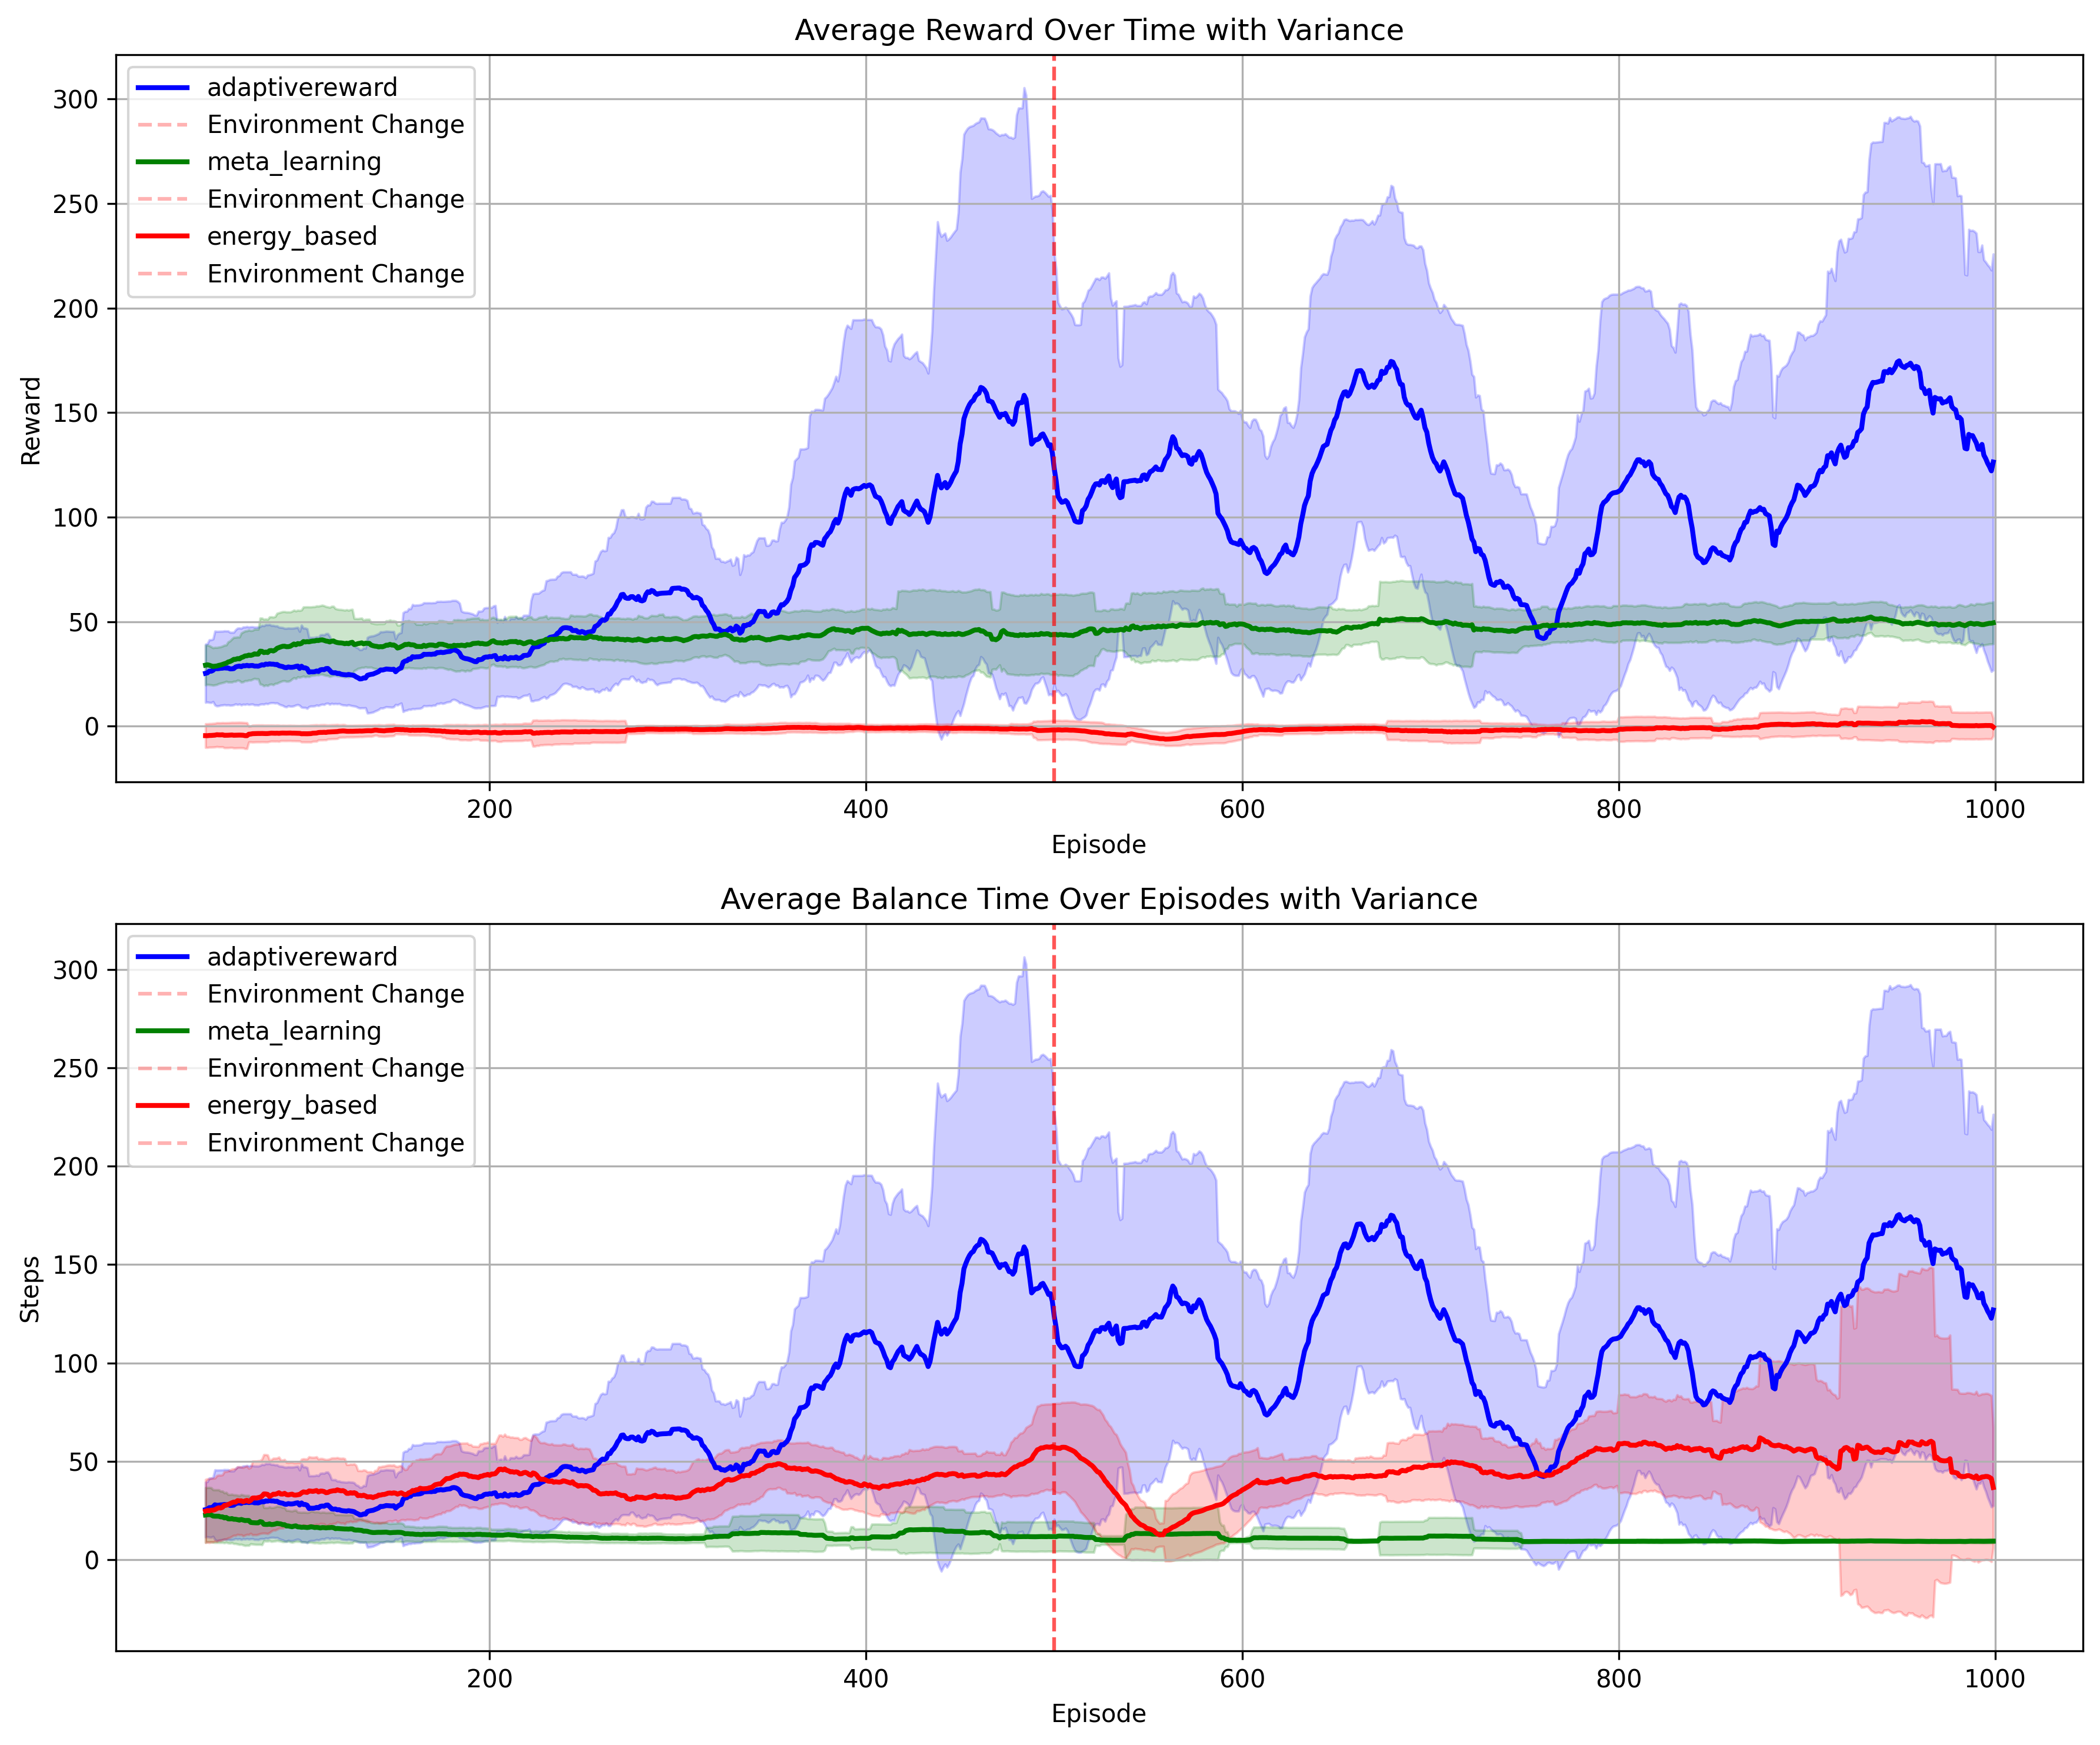 Average Reward Over Time with Variance
adaptivereward
Environment Change
meta_learning
Environment Change
energy_based
Environment Change
300
250
200
150
100
50
0
Reward
200
400
600
800
1000
Episode
Average Balance Time Over Episodes with Variance
adaptivereward
Environment Change
meta_learning
Environment Change
energy_based
Environment Change
300
250
200
150
100
50
0
Steps
200
400
600
800
1000
Episode